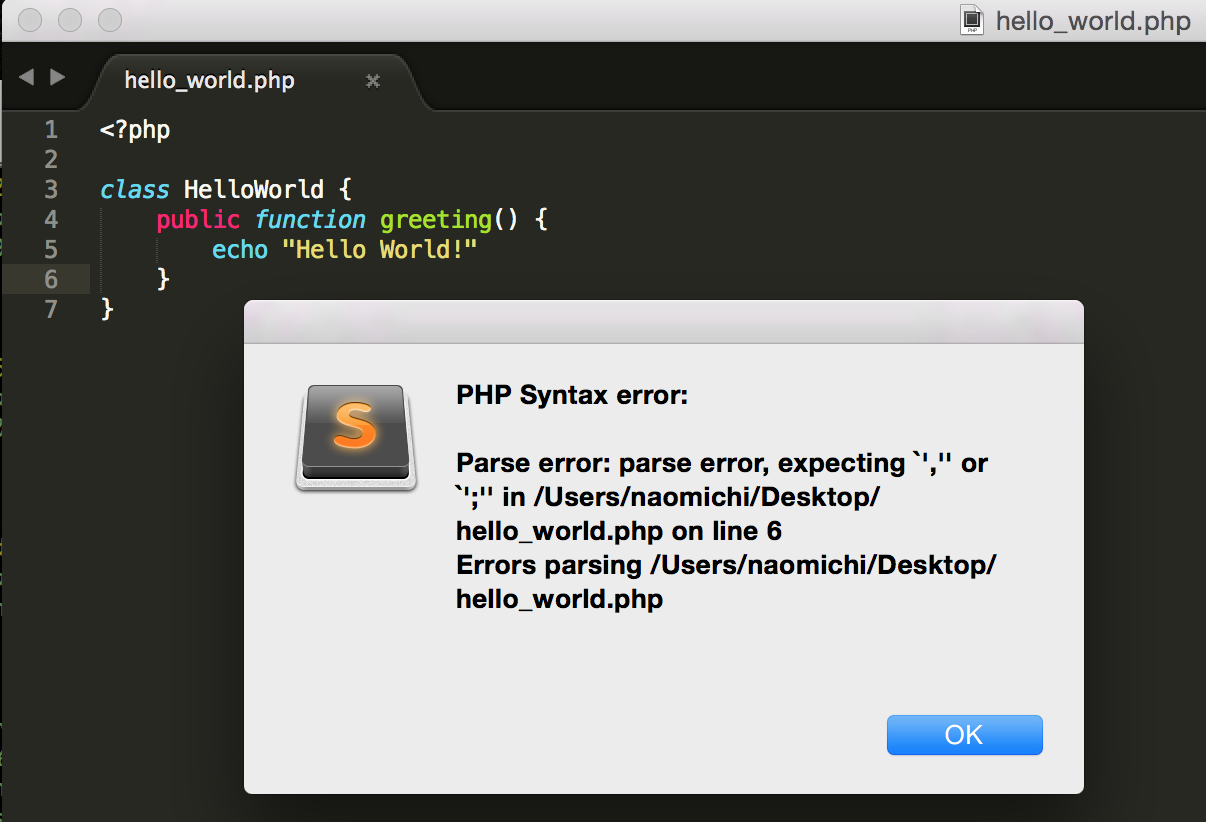 hello_world.php
hello_world.php
1 <?php
2
3 class HelloWorld {
4 public function greeting() {
5 echo "Hello World!"
6 }
7 }
S
PHP Syntax error:
Parse error: parse error, expecting `','' or
`';'' in /Users/naomichi/Desktop/
hello_world.php on line 6
Errors parsing /Users/naomichi/Desktop/
hello_world.php
OK